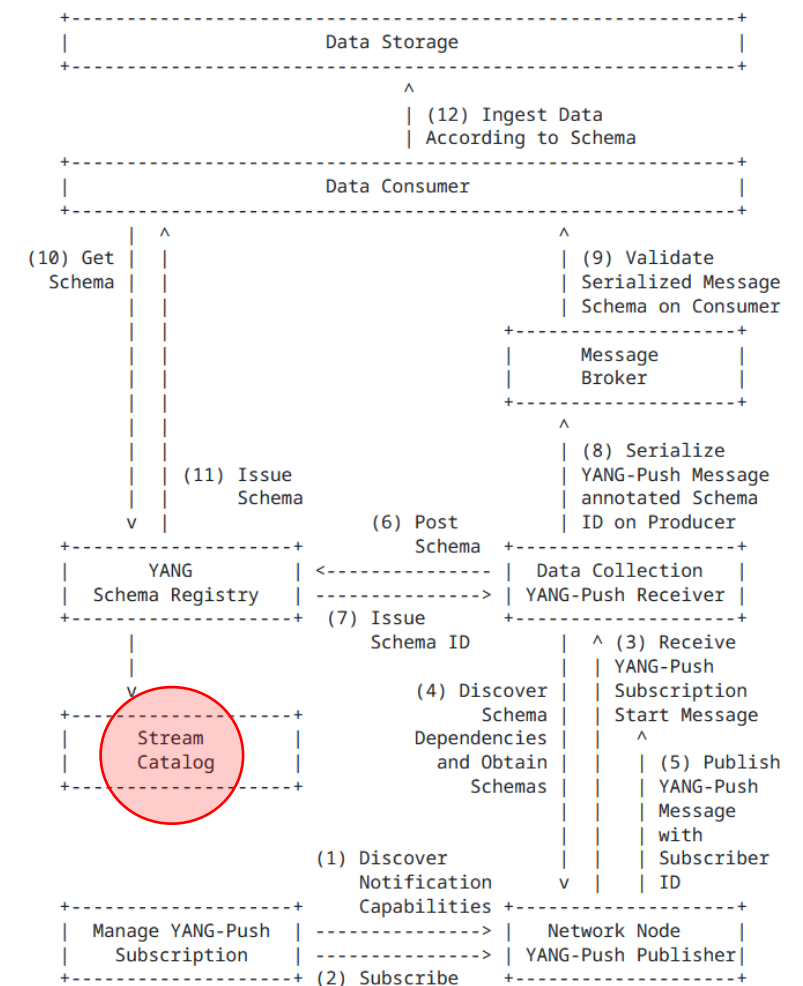 +--------------------------------------------------------------+
|                        Data Storage                          |
+--------------------------------------------------------------+
^
| (12) Ingest Data
| According to Schema
+--------------------------------------------------------------+
|                        Data Consumer                         |
+--------------------------------------------------------------+
| ^ ^
(10) Get | | | (9) Validate
Schema | | | Serialized Message
| | | Schema on Consumer
| | +--------------------+
| | | Message |
| | | Broker |
| | +--------------------+
| | ^
| | | (8) Serialize
| | (11) Issue | YANG-Push Message
| | Schema | annotated Schema
v | (6) Post | ID on Producer
+---------------------+ Schema +---------------------+
| YANG | <--------------- | Data Collection |
| Schema Registry | ---------------> | YANG-Push Receiver |
+---------------------+ (7) Issue +---------------------+
| Schema ID | ^ (3) Receive
| | | YANG-Push
v (4) Discover | | Subscription
+---------------------+ Schema | | Start Message
| Stream | Dependencies | | ^
| Catalog | and Obtain | | | (5) Publish
+---------------------+ Schemas | | | YANG-Push
| | | Message
| | | with
(1) Discover | | | Subscriber
Notification v | | ID
+---------------------+ Capabilities +---------------------+
| Manage YANG-Push | ---------------> | Network Node |
| Subscription | ---------------> | YANG-Push Publisher|
+---------------------+ (2) Subscribe +---------------------+